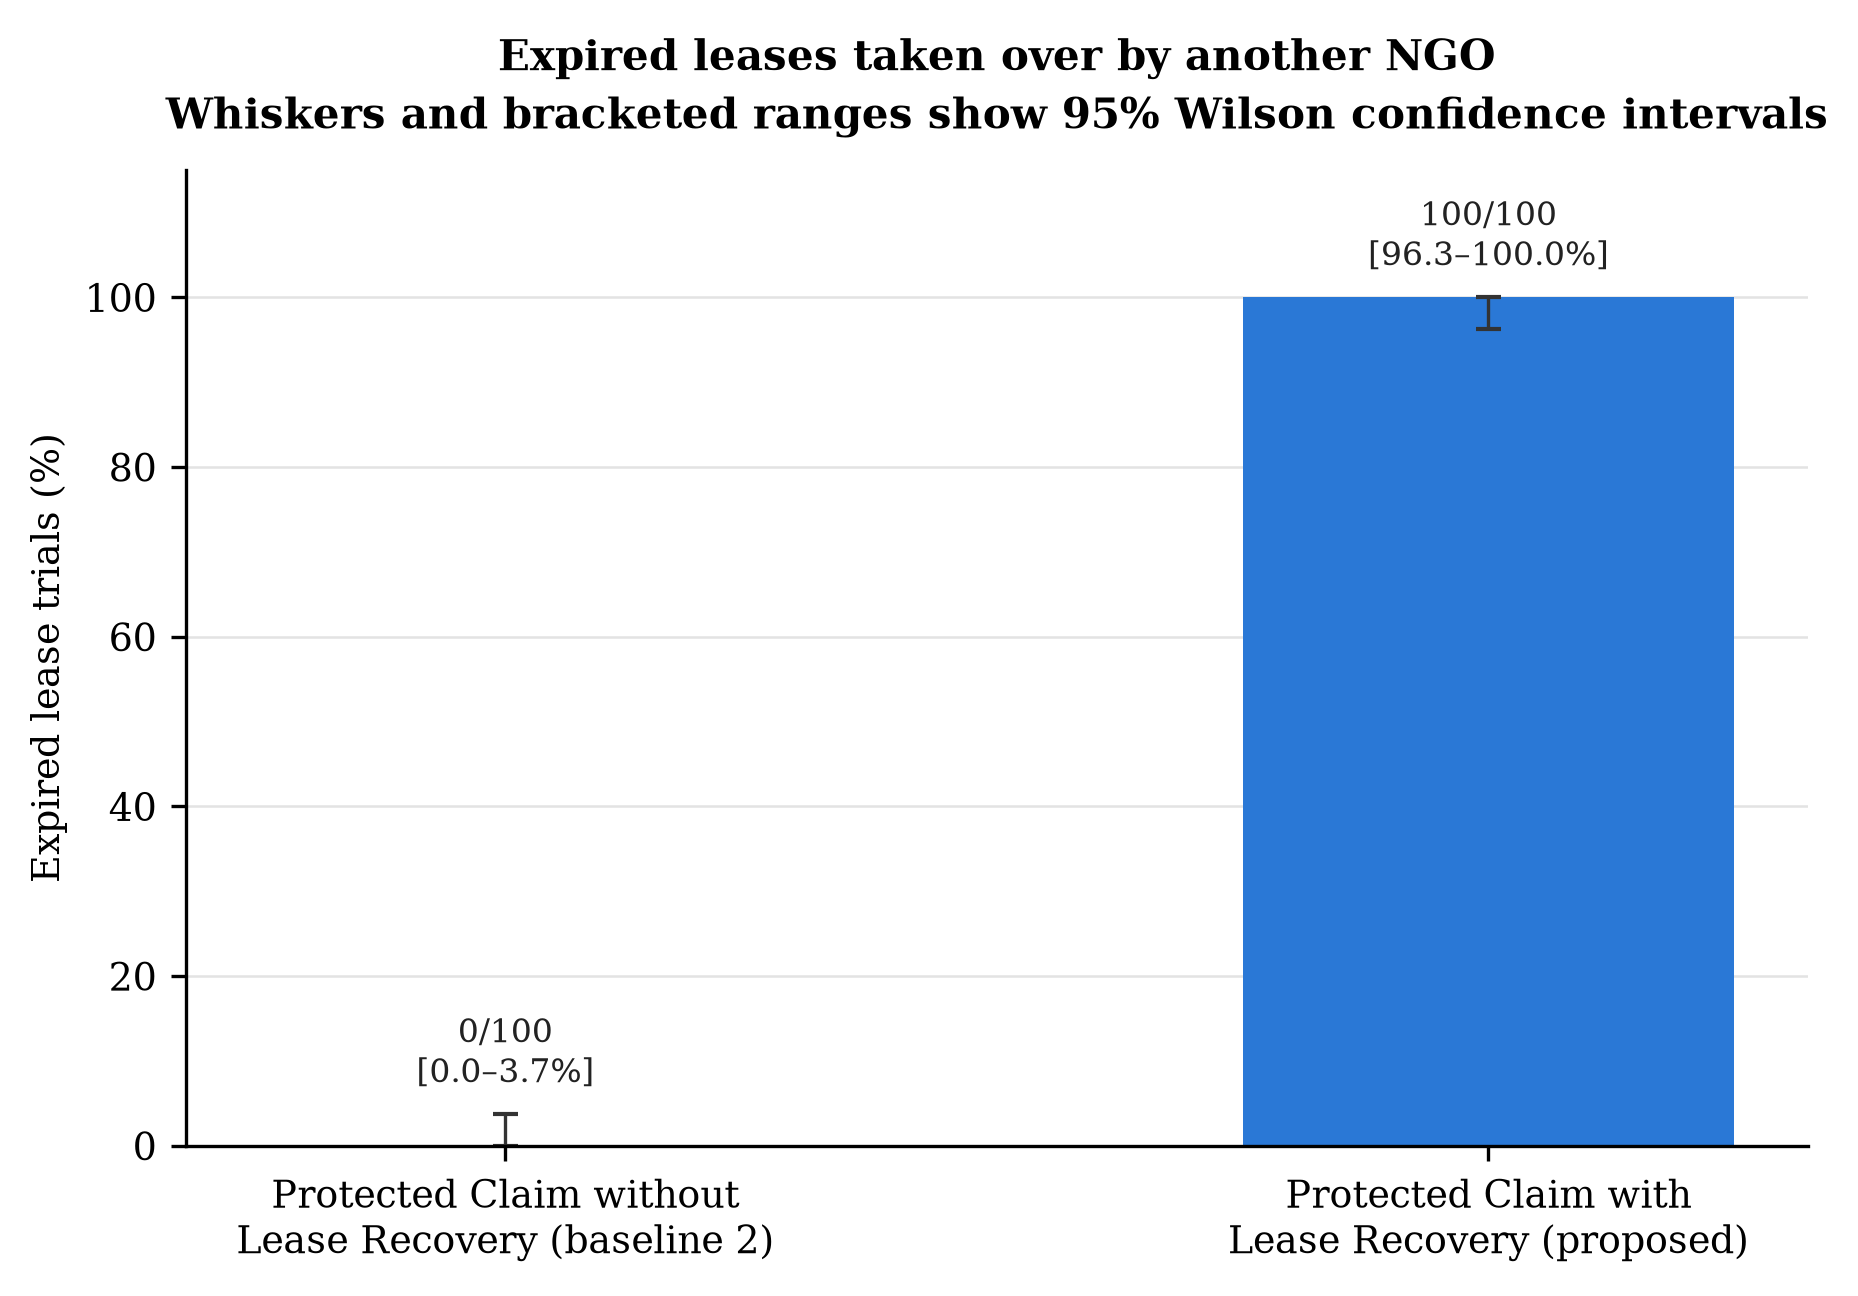 Expired leases taken over by another NGO
Whiskers and bracketed ranges show 95% Wilson confidence intervals
Expired lease trials (%)
100
80
60
40
20
0
100/100
[96.3–100.0%]
0/100
[0.0–3.7%]
Protected Claim without
Lease Recovery (baseline 2)
Protected Claim with
Lease Recovery (proposed)